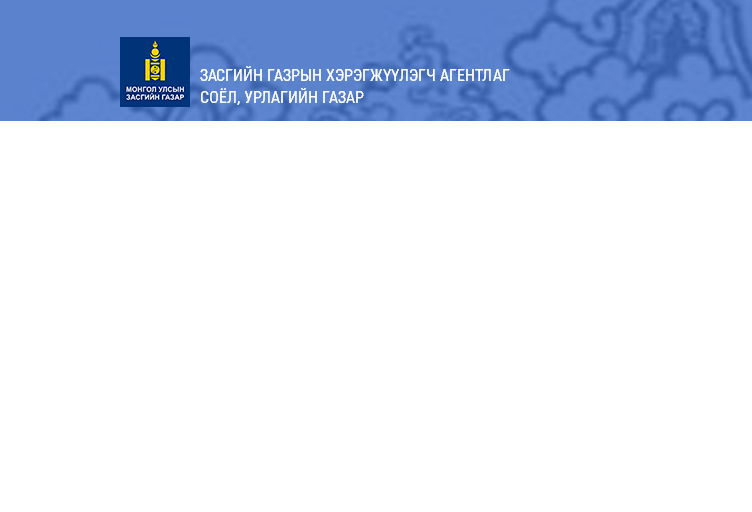 МОНГОЛ УЛСЫН
ЗАСГИЙН ГАЗАР
ЗАСГИЙН ГАЗРЫН ХЭРЭГЖҮҮЛЭГЧ АГЕНТЛАГ
СОЁЛ, УРЛАГИЙН ГАЗАР